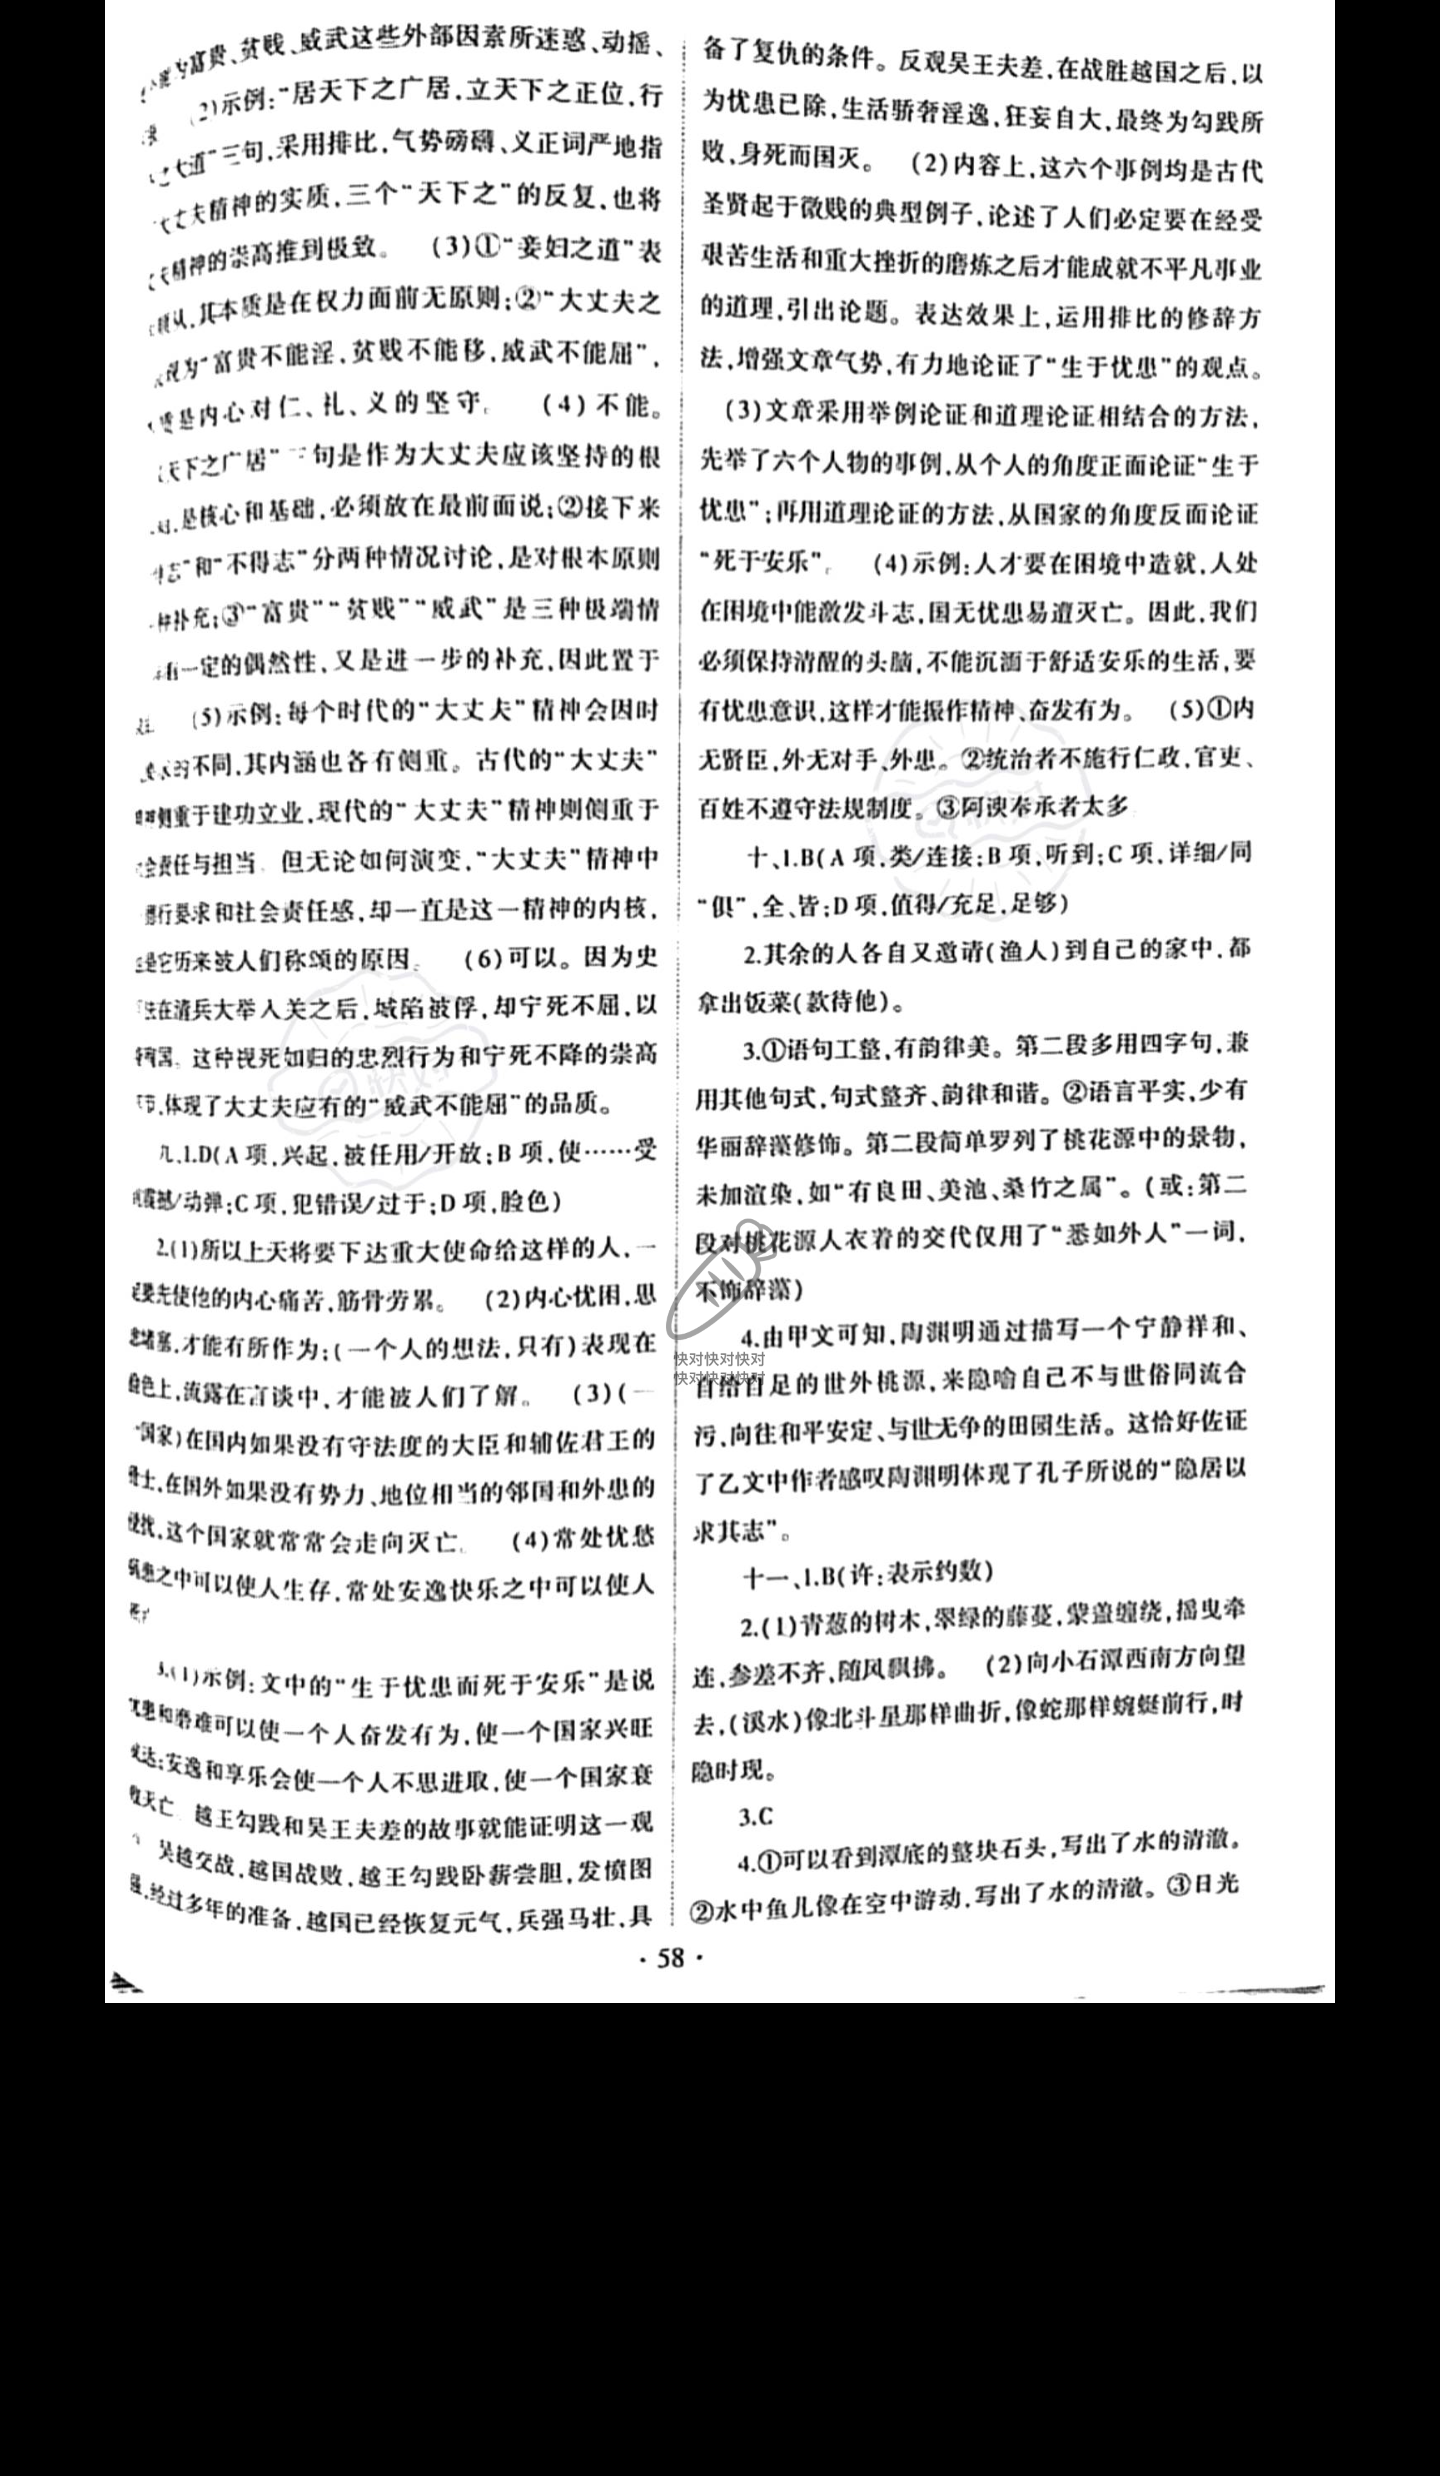 富贵、贫贱、威武这些外部因素所迷惑、动摇、
(2)示例:“居天下之广居,立天下之正位,行
大道”三句,采用排比,气势磅礴、义正词严地指
大丈夫精神的实质,三个“天下之”的反复,也将
精神的崇高推到极致。 (3)①“妾妇之道”表
顺从,其本质是在权力面前无原则;②“大丈夫之
现为“富贵不能淫,贫贱不能移,威武不能屈”,
质是内心对仁、礼、义的坚守。 (4)不能。
天下之广居”三句是作为大丈夫应该坚持的根
是核心和基础,必须放在最前面说;②接下来
志”和“不得志”分两种情况讨论,是对根本原则
种补充;③“富贵”“贫贱”“威武”是三种极端情
有一定的偶然性,又是进一步的补充,因此置于
(5)示例:每个时代的“大丈夫”精神会因时
的不同,其内涵也各有侧重。古代的“大丈夫”
侧重于建功立业,现代的“大丈夫”精神则侧重于
会责任与担当。但无论如何演变,“大丈夫”精神中
德行要求和社会责任感,却一直是这一精神的内核,
是它历来被人们称颂的原因。 (6)可以。因为史
法在清兵大举入关之后,城陷被俘,却宁死不屈,以
国。这种视死如归的忠烈行为和宁死不降的崇高
节,体现了大丈夫应有的“威武不能屈”的品质。
九、1.D(A项,兴起,被任用/开放;B项,使……受
震撼/动弹;C项,犯错误/过于;D项,脸色)
2.(1)所以上天将要下达重大使命给这样的人,一
定要先使他的内心痛苦,筋骨劳累。 (2)内心忧困,思
虑堵塞,才能有所作为;(一个人的想法,只有)表现在
脸色上,流露在言谈中,才能被人们了解。 (3)(一
个国家)在国内如果没有守法度的大臣和辅佐君王的
贤士,在国外如果没有势力、地位相当的邻国和外患的
侵扰,这个国家就常常会走向灭亡。 (4)常处忧愁
祸患之中可以使人生存,常处安逸快乐之中可以使人
死亡
3.(1)示例:文中的“生于忧患而死于安乐”是说
忧患和磨难可以使一个人奋发有为,使一个国家兴旺
发达;安逸和享乐会使一个人不思进取,使一个国家衰
败灭亡。越王勾践和吴王夫差的故事就能证明这一观
吴越交战,越国战败,越王勾践卧薪尝胆,发愤图
强,经过多年的准备,越国已经恢复元气,兵强马壮,具
备了复仇的条件。反观吴王夫差,在战胜越国之后,以
为忧患已除,生活骄奢淫逸,狂妄自大,最终为勾践所
败,身死而国灭。 (2)内容上,这六个事例均是古代
圣贤起于微贱的典型例子,论述了人们必定要在经受
艰苦生活和重大挫折的磨炼之后才能成就不平凡事业
的道理,引出论题。表达效果上,运用排比的修辞方
法,增强文章气势,有力地论证了“生于忧患”的观点。
(3)文章采用举例论证和道理论证相结合的方法,
先举了六个人物的事例,从个人的角度正面论证“生于
忧患”;再用道理论证的方法,从国家的角度反面论证
“死于安乐”。 (4)示例:人才要在困境中造就,人处
在困境中能激发斗志,国无忧患易遭灭亡。因此,我们
必须保持清醒的头脑,不能沉湎于舒适安乐的生活,要
有忧患意识,这样才能振作精神、奋发有为。 (5)①内
无贤臣,外无对手、外患。②统治者不施行仁政,官吏、
百姓不遵守法规制度。③阿谀奉承者太多
十、1.B(A项,类/连接;B项,听到;C项,详细/同
“俱”,全、皆;D项,值得/充足,足够)
2.其余的人各自又邀请(渔人)到自己的家中,都
拿出饭菜(款待他)。
3.①语句工整,有韵律美。第二段多用四字句,兼
用其他句式,句式整齐、韵律和谐。②语言平实,少有
华丽辞藻修饰。第二段简单罗列了桃花源中的景物,
未加渲染,如“有良田、美池、桑竹之属”。(或:第二
段对桃花源人衣着的交代仅用了“悉如外人”一词,
不饰辞藻)
快对快对快对
快对快对快对
4.由甲文可知,陶渊明通过描写一个宁静祥和、
自给自足的世外桃源,来隐喻自己不与世俗同流合
污,向往和平安定、与世无争的田园生活。这恰好佐证
了乙文中作者感叹陶渊明体现了孔子所说的“隐居以
求其志”。
十一、1.B(许:表示约数)
2.(1)青葱的树木,翠绿的藤蔓,蒙盖缠绕,摇曳牵
连,参差不齐,随风飘拂。 (2)向小石潭西南方向望
去,(溪水)像北斗星那样曲折,像蛇那样蜿蜒前行,时
隐时现。
3.C
4.①可以看到潭底的整块石头,写出了水的清澈。
②水中鱼儿像在空中游动,写出了水的清澈。③日光
·58·